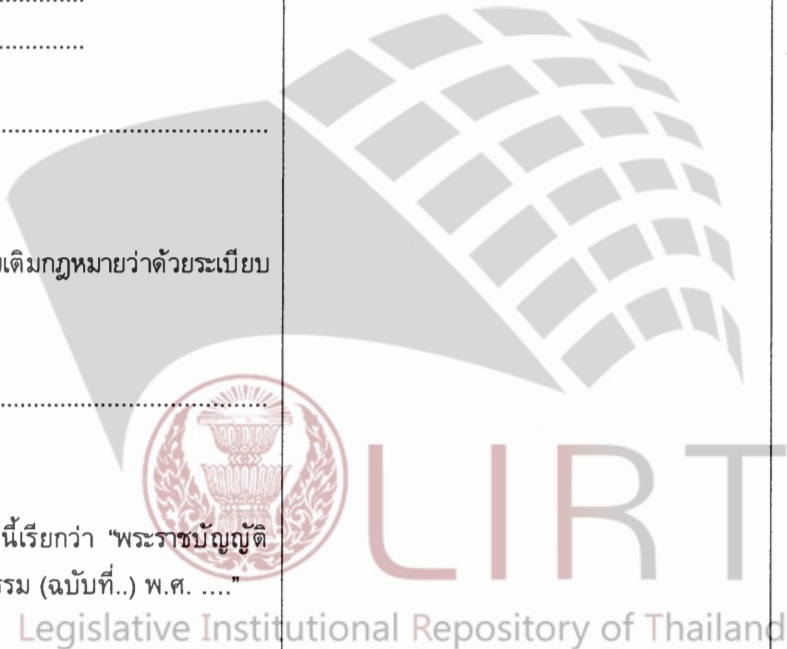 ................
................
................................................
เติมกฎหมายว่าด้วยระเบียบ
................................................
นี้เรียกว่า “พระราชบัญญัติ
รรม (ฉบับที่..) พ.ศ. ....”
LIRT
Legislative Institutional Repository of Thailand